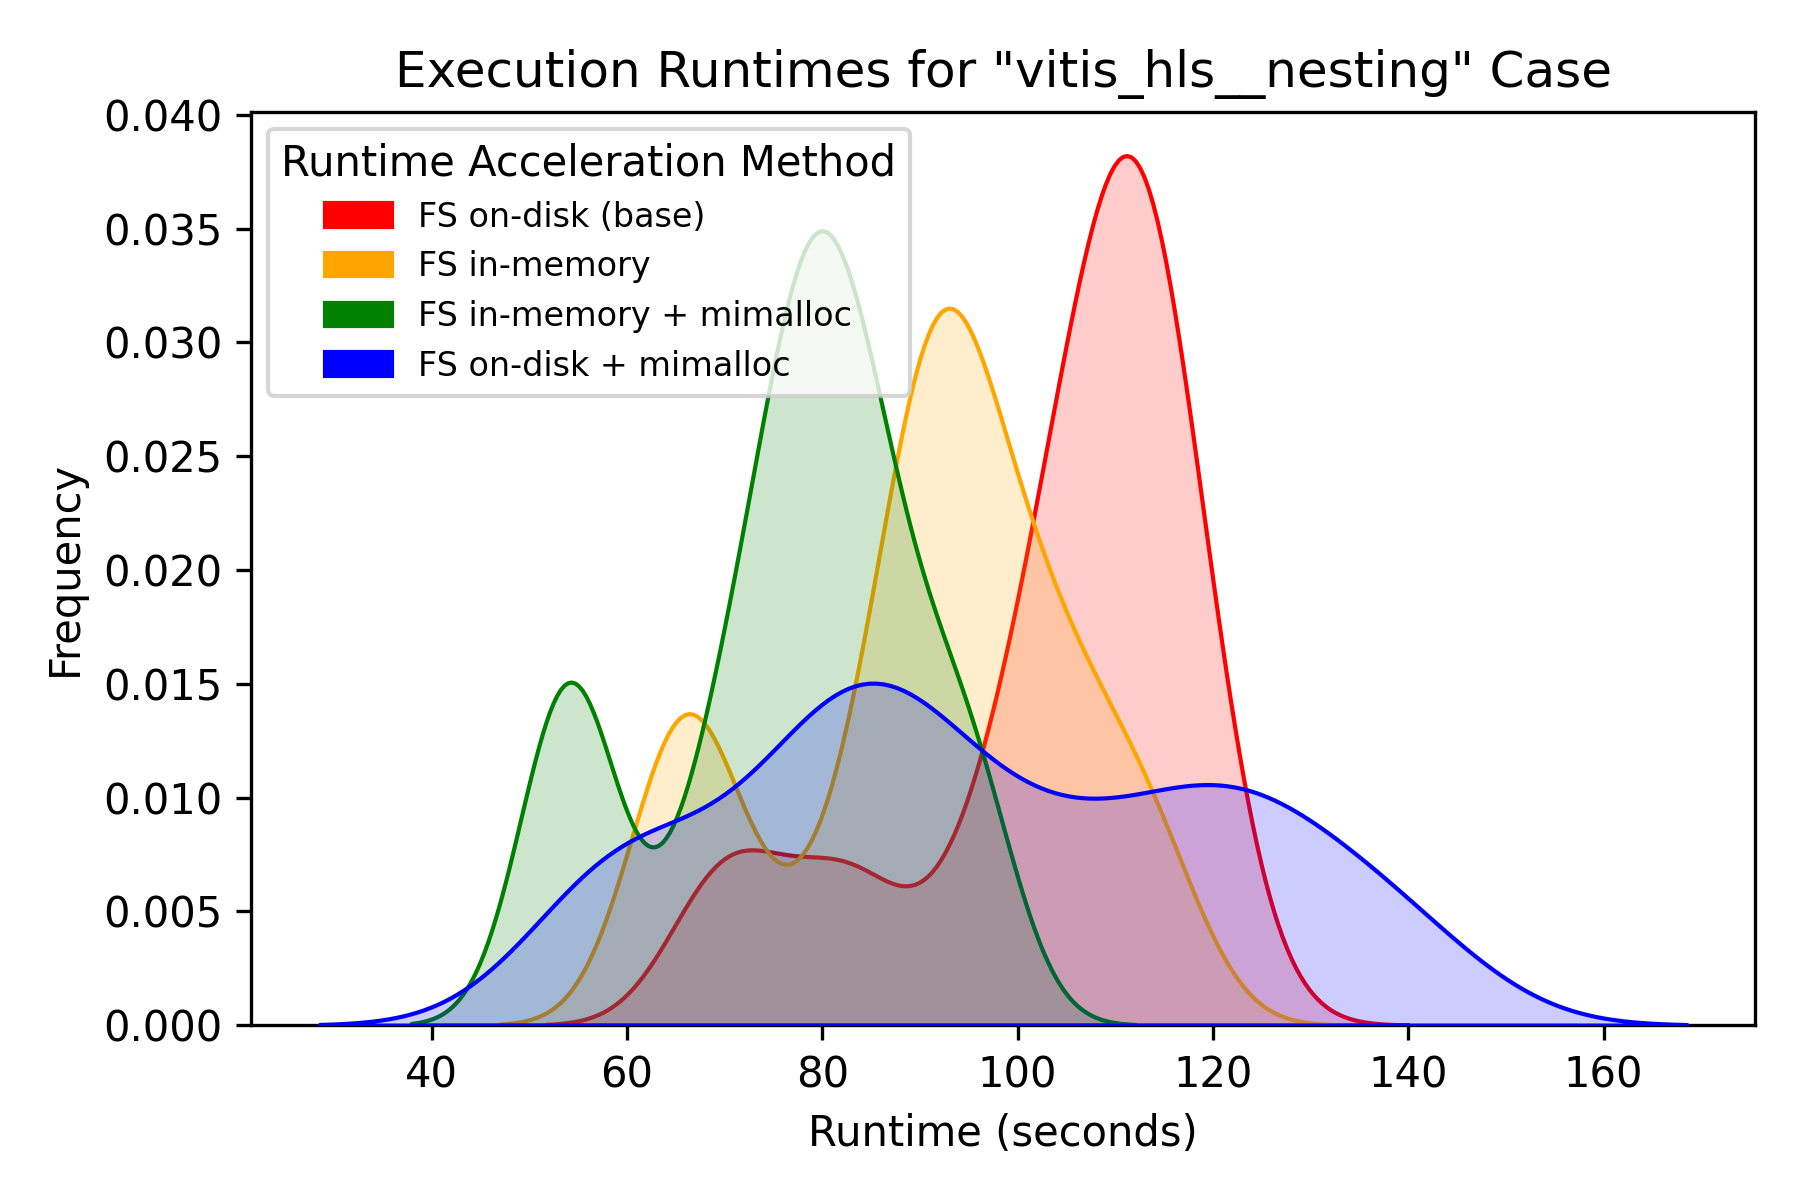 Execution Runtimes for "vitis_hls__nesting" Case
0.040
0.035
0.030
0.025
0.020
0.015
0.010
0.005
0.000
Frequency
Runtime Acceleration Method
FS on-disk (base)
FS in-memory
FS in-memory + mimalloc
FS on-disk + mimalloc
40 60 80 100 120 140 160
Runtime (seconds)